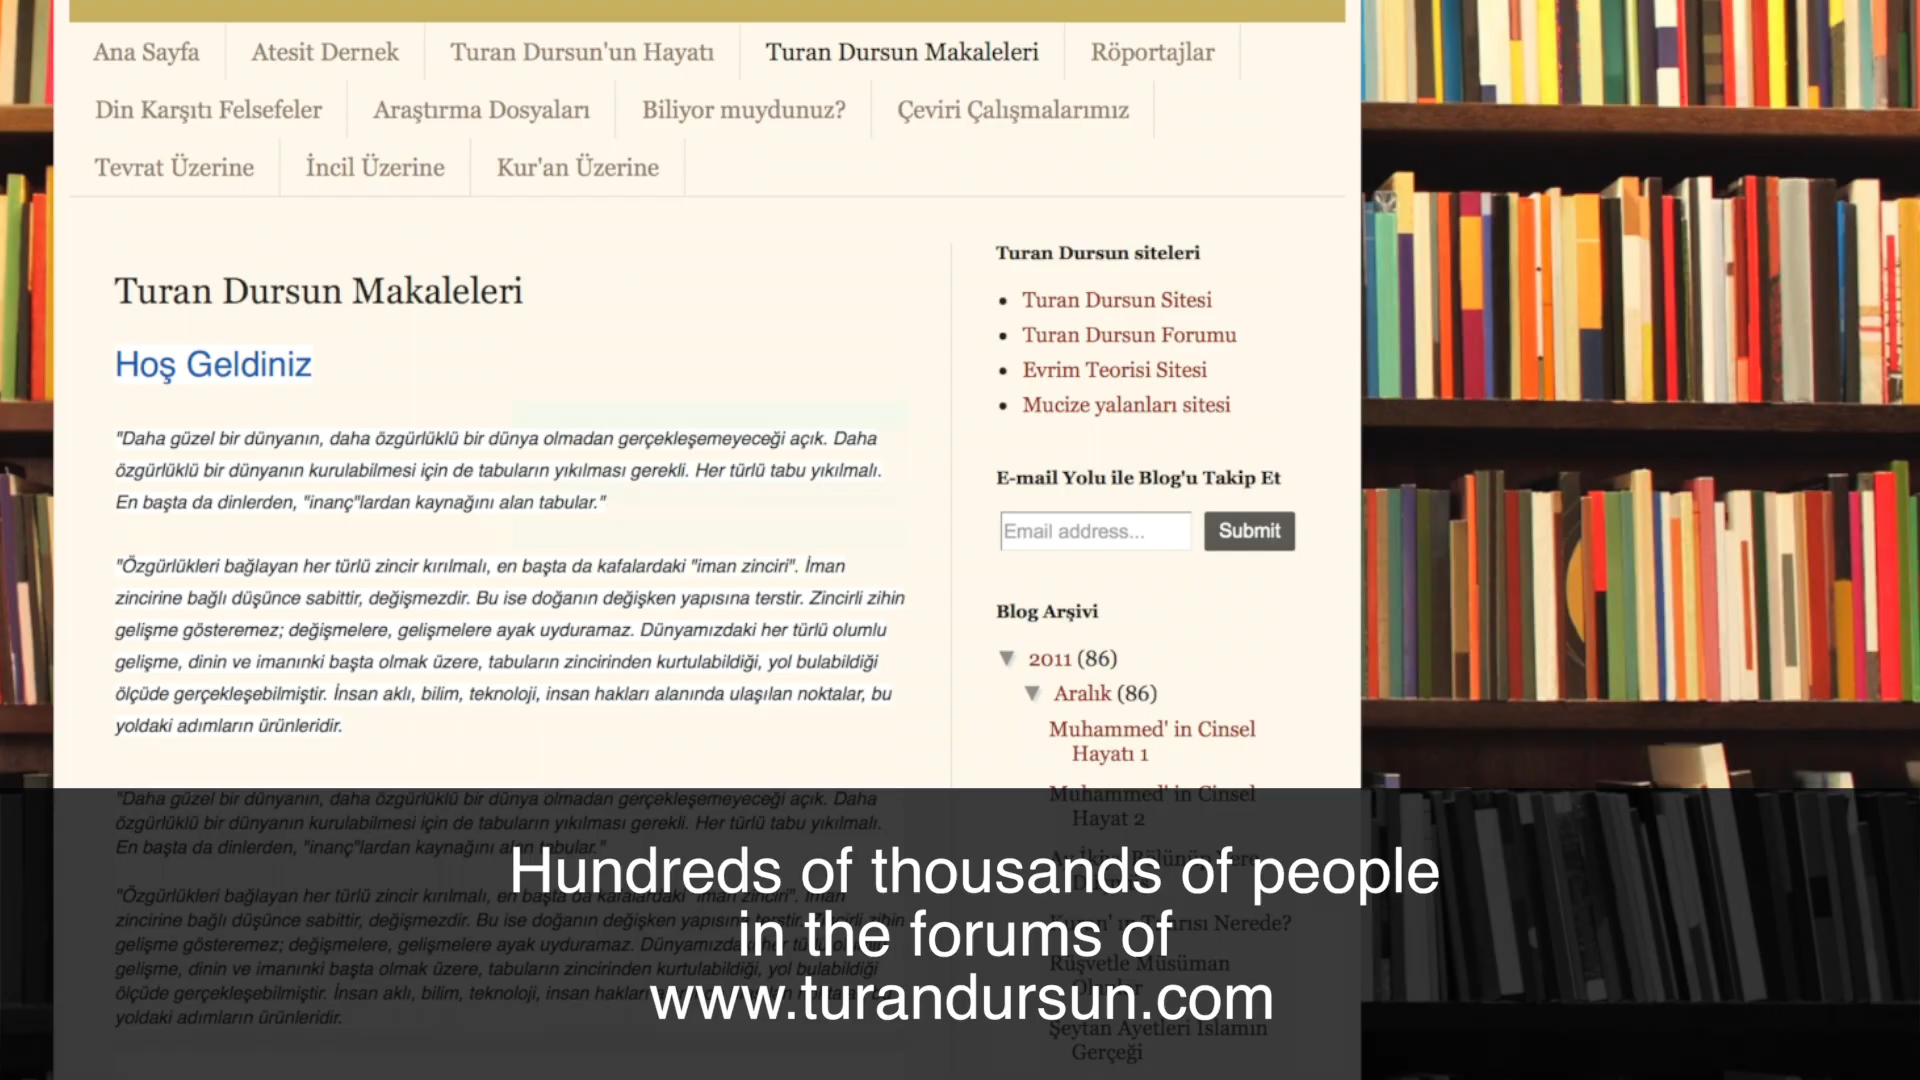 Ana Sayfa
Atesit Dernek
Turan Dursun'un Hayatı
Turan Dursun Makaleleri
Röportajlar
Din Karşıtı Felsefeler
Araştırma Dosyaları
Biliyor muydunuz?
Çeviri Çalışmalarımız
Tevrat Üzerine
İncil Üzerine
Kur'an Üzerine
Turan Dursun Makaleleri
Hoş Geldiniz
"Daha güzel bir dünyanın, daha özgürlüklü bir dünya olmadan gerçekleşemeyeceği açık. Daha
özgürlüklü bir dünyanın kurulabilmesi için de tabuların yıkılması gerekli. Her türlü tabu yıkılmalı.
En başta da dinlerden, "inanç"lardan kaynağını alan tabular."
"Özgürlükleri bağlayan her türlü zincir kırılmalı, en başta da kafalardaki "iman zinciri". İman
zincirine bağlı düşünce sabittir, değişmezdir. Bu ise doğanın değişken yapısına terstir. Zincirli zihin
gelişme gösteremez; değişmelere, gelişmelere ayak uyduramaz. Dünyamızdaki her türlü olumlu
gelişme, dinin ve imanınki başta olmak üzere, tabuların zincirinden kurtulabildiği, yol bulabildiği
ölçüde gerçekleşebilmiştir. İnsan aklı, bilim, teknoloji, insan hakları alanında ulaşılan noktalar, bu
yoldaki adımların ürünleridir.
"Daha güzel bir dünyanın, daha özgürlüklü bir dünya olmadan gerçekleşemeyeceği açık. Daha
özgürlüklü bir dünyanın kurulabilmesi için de tabuların yıkılması gerekli. Her türlü tabu yıkılmalı.
En başta da dinlerden, "inanç"lardan kaynağını alan tabular."
"Özgürlükleri bağlayan her türlü zincir kırılmalı, en başta da kafalardaki "iman zinciri". İman
zincirine bağlı düşünce sabittir, değişmezdir. Bu ise doğanın değişken yapısına terstir. Zincirli zihin
gelişme gösteremez; değişmelere, gelişmelere ayak
gelişme, dinin ve imanınki başta olmak üzere, tabuların zincirinden kurtulabildiği, yol bulabildiği
ölçüde gerçekleşebilmiştir. İnsan aklı, bilim, teknoloji, insan
yoldaki adımların ürünleridir.
Turan Dursun siteleri
Turan Dursun Sitesi
Turan Dursun Forumu
Evrim Teorisi Sitesi
Mucize yalanları sitesi
E-mail Yolu ile Blog'u Takip Et
Email address...
Submit
Blog Arşivi
2011 (86)
Aralık (86)
Muhammed' in Cinsel
Hayatı 1
Muhammed' in Cinsel
Hayat 2
Nerede?
Rüşvetle Müsüman
Şeytan Ayetleri İslamın
Gerçeği
Hundreds of thousands of people
in the forums of
www.turandursun.com